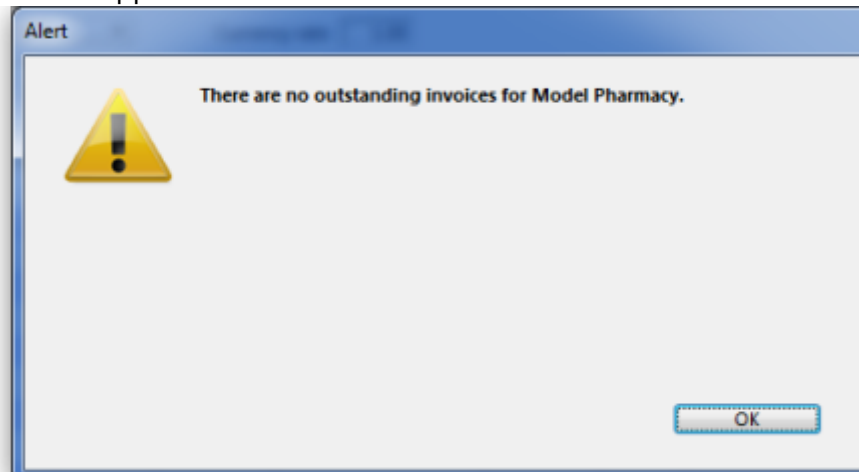 Alert
There are no outstanding invoices for Model Pharmacy.
OK